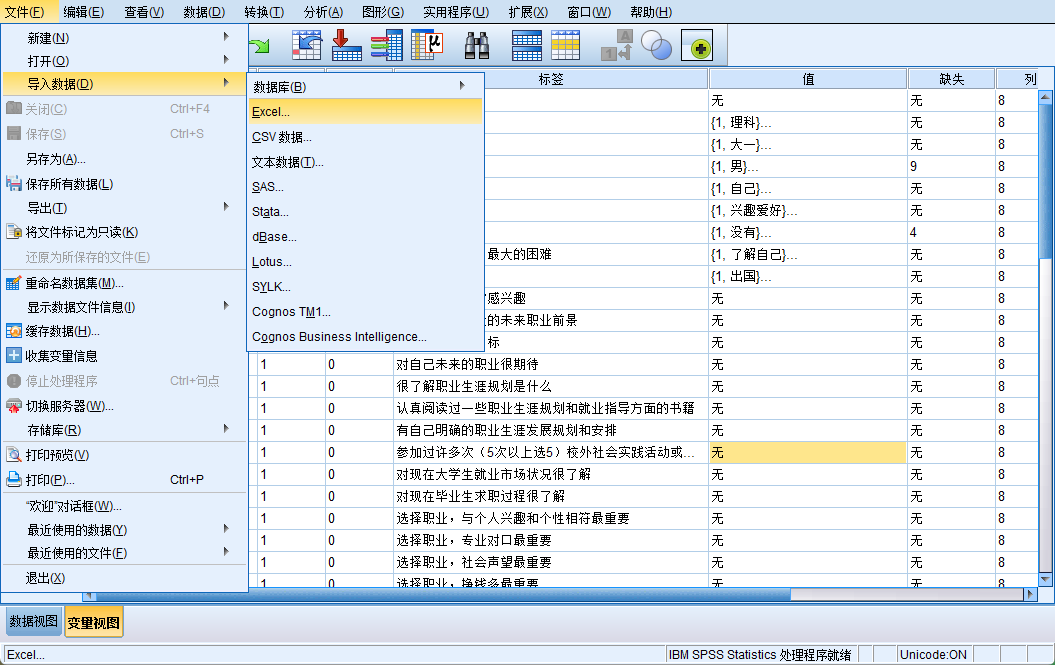 文件(F) 编辑(E) 查看(V) 数据(D) 转换(T) 分析(A) 图形(G) 实用程序(U) 扩展(X) 窗口(W) 帮助(H)
新建(N)
打开(O)
导入数据(D)
关闭(C) Ctrl+F4
保存(S) Ctrl+S
另存为(A)...
保存所有数据(L)
导出(T)
将文件标记为只读(K)
还原为所保存的文件(E)
重命名数据集(M)...
显示数据文件信息(I)
缓存数据(H)...
收集变量信息
停止处理程序 Ctrl+句点
切换服务器(W)...
存储库(R)
打印预览(V)
打印(P)... Ctrl+P
“欢迎”对话框(W)...
最近使用的数据(Y)
最近使用的文件(F)
退出(X)
数据库(B)
Excel...
CSV 数据...
文本数据(T)...
SAS...
Stata...
dBase...
Lotus...
SYLK...
Cognos TM1...
Cognos Business Intelligence...
标签 值 缺失 列
无 无 8
{1, 理科}... 无 8
{1, 大一}... 无 8
{1, 男}... 9 8
{1, 自己}... 无 8
{1, 兴趣爱好}... 无 8
{1, 没有}... 4 8
最大的困难 {1, 了解自己}... 无 8
{1, 出国}... 无 8
感兴趣 无 无 8
的未来职业前景 无 无 8
标 无 无 8
1 0 对自己未来的职业很期待 无 无 8
1 0 很了解职业生涯规划是什么 无 无 8
1 0 认真阅读过一些职业生涯规划和就业指导方面的书籍 无 无 8
1 0 有自己明确的职业生涯发展规划和安排 无 无 8
1 0 参加过许多次（5次以上选5）校外社会实践活动或... 无 无 8
1 0 对现在大学生就业市场状况很了解 无 无 8
1 0 对现在毕业生求职过程很了解 无 无 8
1 0 选择职业，与个人兴趣和个性相符最重要 无 无 8
1 0 选择职业，专业对口最重要 无 无 8
1 0 选择职业，社会声望最重要 无 无 8
1 0 选择职业，挣钱多最重要 无 无 8
数据视图 变量视图
Excel... IBM SPSS Statistics 处理程序就绪 Unicode:ON